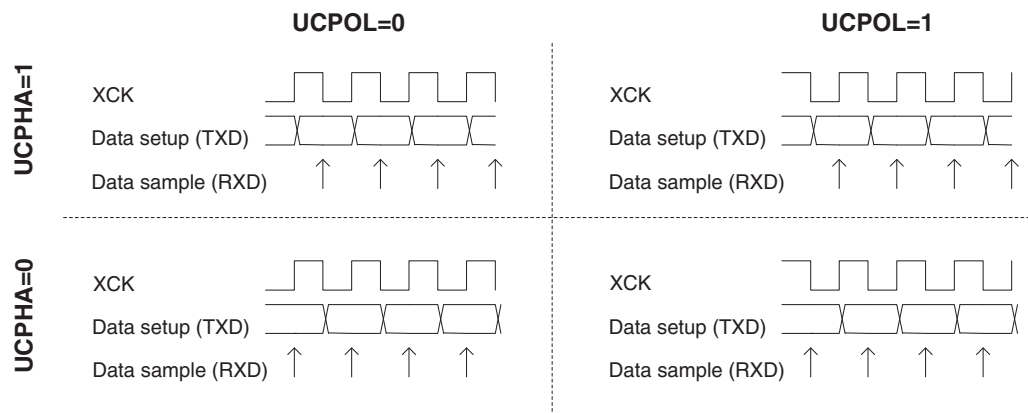 UCPOL=0
UCPOL=1
UCPHA=1
XCK
Data setup (TXD)
Data sample (RXD)
XCK
Data setup (TXD)
Data sample (RXD)
UCPHA=0
XCK
Data setup (TXD)
Data sample (RXD)
XCK
Data setup (TXD)
Data sample (RXD)